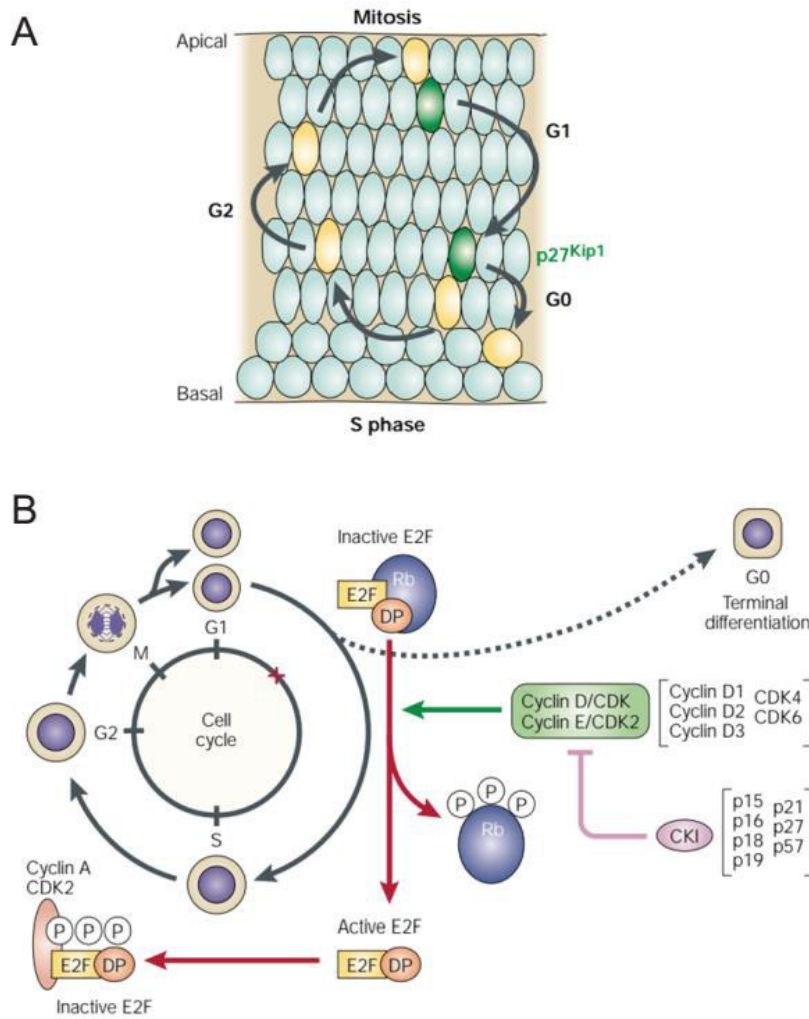 A
Mitosis
Apical
G1
G2
p27Kip1
G0
Basal
S phase
B
Inactive E2F
Rb
E2F
DP
G0
Terminal
differentiation
G1
M
Cell
cycle
G2
S
Cyclin D/CDK
Cyclin E/CDK2
Cyclin D1
Cyclin D2
Cyclin D3
CDK4
CDK6
P P P
Rb
CKI
p15
p16
p18
p19
p21
p27
p57
Cyclin A
CDK2
P P P
E2F DP
Inactive E2F
Active E2F
E2F DP